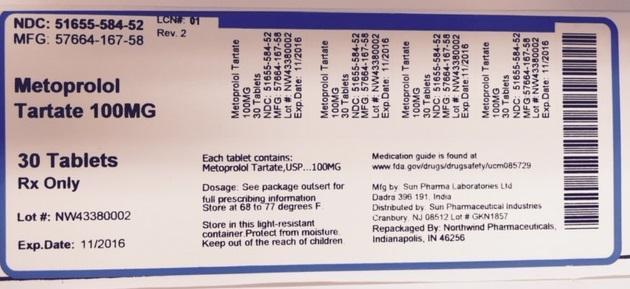 NDC: 51655-584-52
MFG: 57664-167-58
LCN#: 01
Rev. 2
Metoprolol
Tartate 100MG
30 Tablets
Rx Only
Lot #: NW43380002
Exp.Date: 11/2016
Metoprolol Tartate
100MG
30 Tablets
NDC: 51655-584-52
MFG: 57664-167-58
Lot #: NW43380002
Exp.Date: 11/2016
Metoprolol Tartate
100MG
30 Tablets
NDC: 51655-584-52
MFG: 57664-167-58
Lot #: NW43380002
Exp.Date: 11/2016
Metoprolol Tartate
100MG
30 Tablets
NDC: 51655-584-52
MFG: 57664-167-58
Lot #: NW43380002
Exp.Date: 11/2016
Metoprolol Tartate
100MG
30 Tablets
NDC: 51655-584-52
MFG: 57664-167-58
Lot #: NW43380002
Exp.Date: 11/2016
Each tablet contains:
Metoprolol Tartate,USP...100MG
Dosage: See package outsert for
full prescribing information
Store at 68 to 77 degrees F.
Store in this light-resistant
container.Protect from moisture.
Keep out of the reach of children.
Medication guide is found at
www.fda.gov/drugs/drugsafety/ucm085729
Mfg by: Sun Pharma Laboratories Ltd
Dadra 396 191, India
Distributed by: Sun Pharmaceutical Industries
Cranbury, NJ 08512 Lot # GKN1857
Repackaged By: Northwind Pharmaceuticals,
Indianapolis, IN 46256